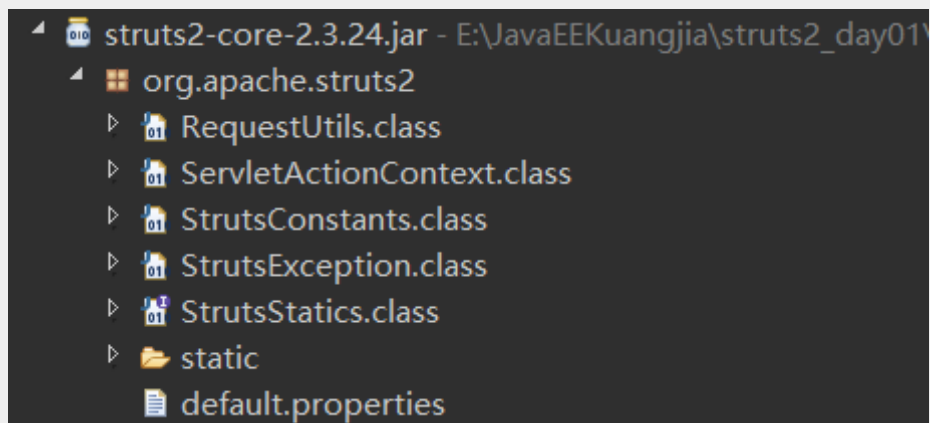 struts2-core-2.3.24.jar - E:\JavaEEKuangjia\struts2_day01\
org.apache.struts2
RequestUtils.class
ServletActionContext.class
StrutsConstants.class
StrutsException.class
StrutsStatics.class
static
default.properties